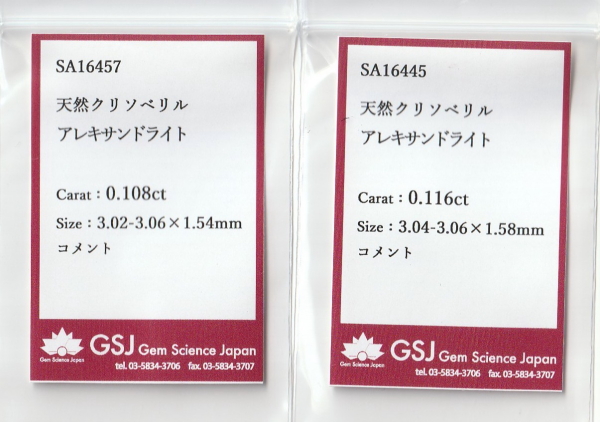 SA16457
天然クリソベリル
アレキサンドライト
Carat：0.108ct
Size：3.02-3.06×1.54mm
コメント
Gem Science Japan
GSJ Gem Science Japan
tel. 03-5834-3706 fax. 03-5834-3707
SA16445
天然クリソベリル
アレキサンドライト
Carat：0.116ct
Size：3.04-3.06×1.58mm
コメント
Gem Science Japan
GSJ Gem Science Japan
tel. 03-5834-3706 fax. 03-5834-3707